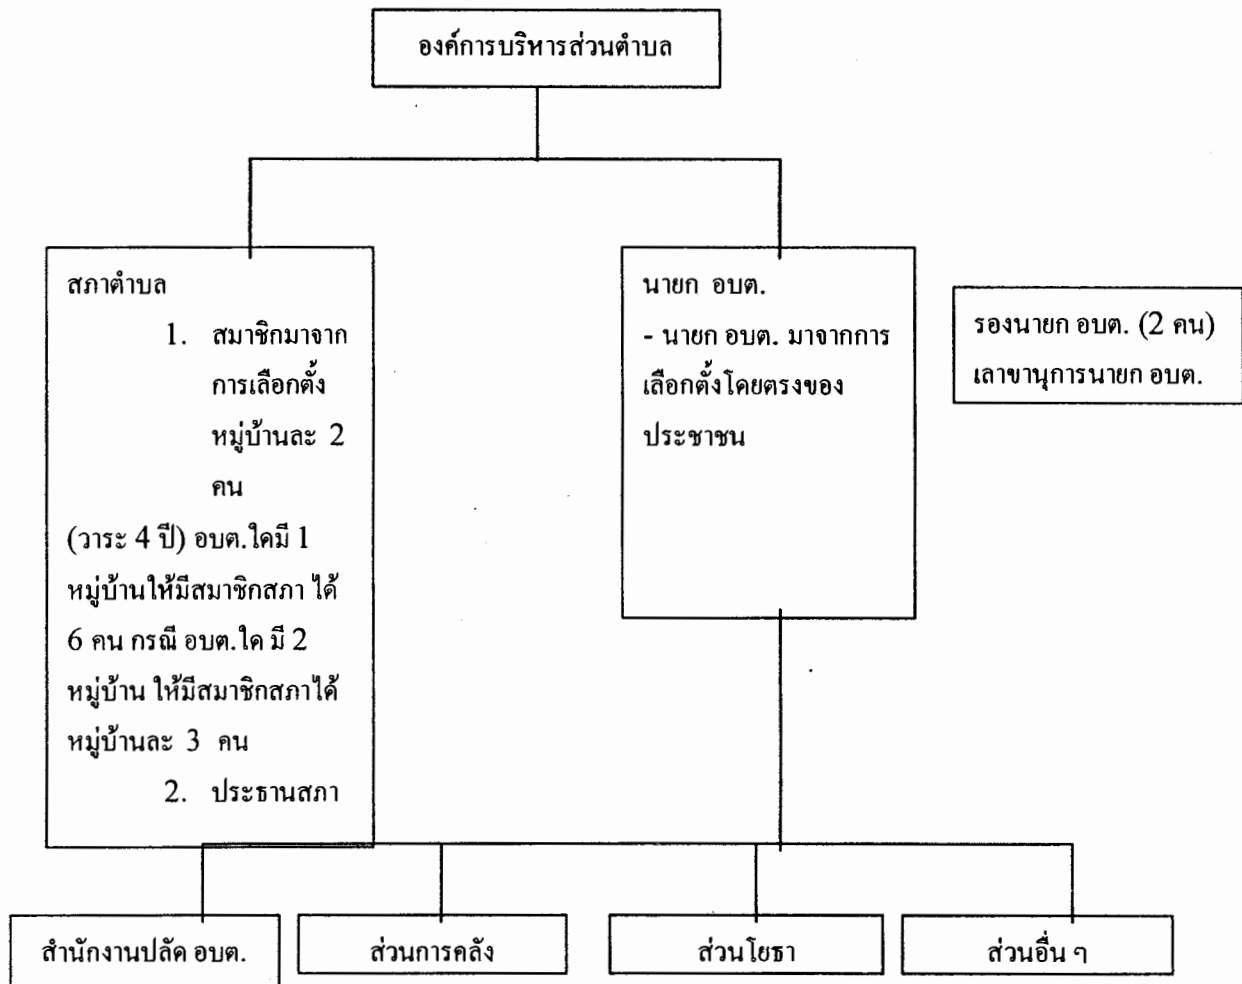 องค์การบริหารส่วนตำบล
สภาตำบล
1. สมาชิกมาจาก
การเลือกตั้ง
หมู่บ้านละ 2
คน
(วาระ 4 ปี) อบต.ใดมี 1
หมู่บ้านให้มีสมาชิกสภา ได้
6 คน กรณี อบต.ใด มี 2
หมู่บ้าน ให้มีสมาชิกสภาได้
หมู่บ้านละ 3 คน
2. ประธานสภา
นายก อบต.
- นายก อบต. มาจากการ
เลือกตั้งโดยตรงของ
ประชาชน
รองนายก อบต. (2 คน)
เลาขานุการนายก อบต.
สำนักงานปลัด อบต.
ส่วนการคลัง
ส่วนโยธา
ส่วนอื่น ๆ